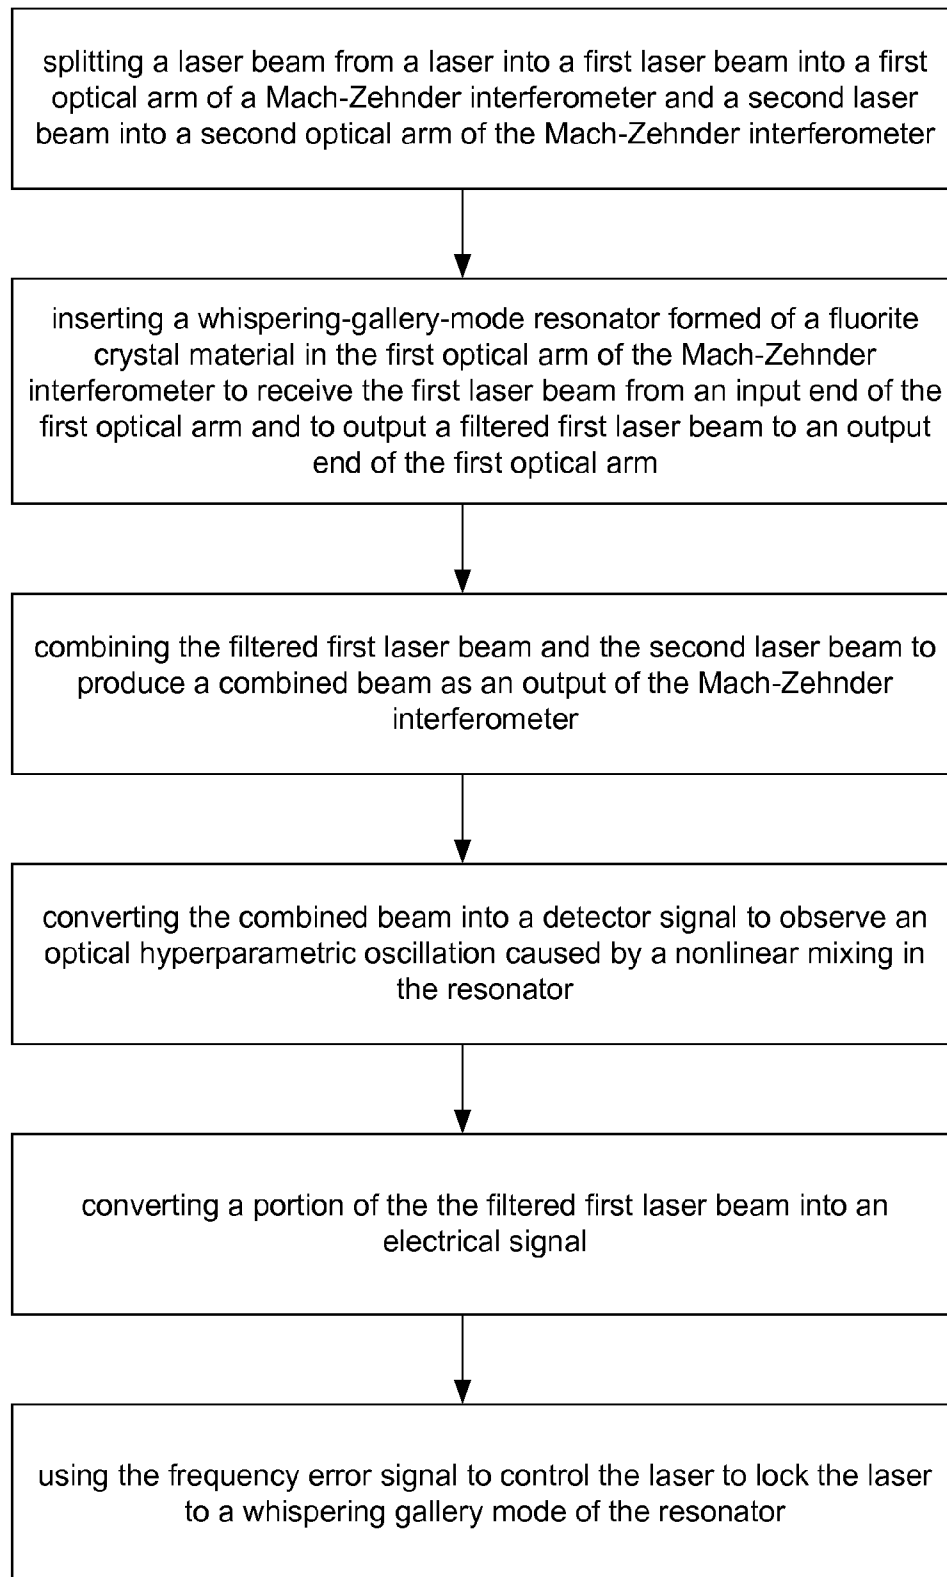 splitting a laser beam from a laser into a first laser beam into a first
optical arm of a Mach-Zehnder interferometer and a second laser
beam into a second optical arm of the Mach-Zehnder interferometer
inserting a whispering-gallery-mode resonator formed of a fluorite
crystal material in the first optical arm of the Mach-Zehnder
interferometer to receive the first laser beam from an input end of the
first optical arm and to output a filtered first laser beam to an output
end of the first optical arm
combining the filtered first laser beam and the second laser beam to
produce a combined beam as an output of the Mach-Zehnder
interferometer
converting the combined beam into a detector signal to observe an
optical hyperparametric oscillation caused by a nonlinear mixing in
the resonator
converting a portion of the the filtered first laser beam into an
electrical signal
using the frequency error signal to control the laser to lock the laser
to a whispering gallery mode of the resonator